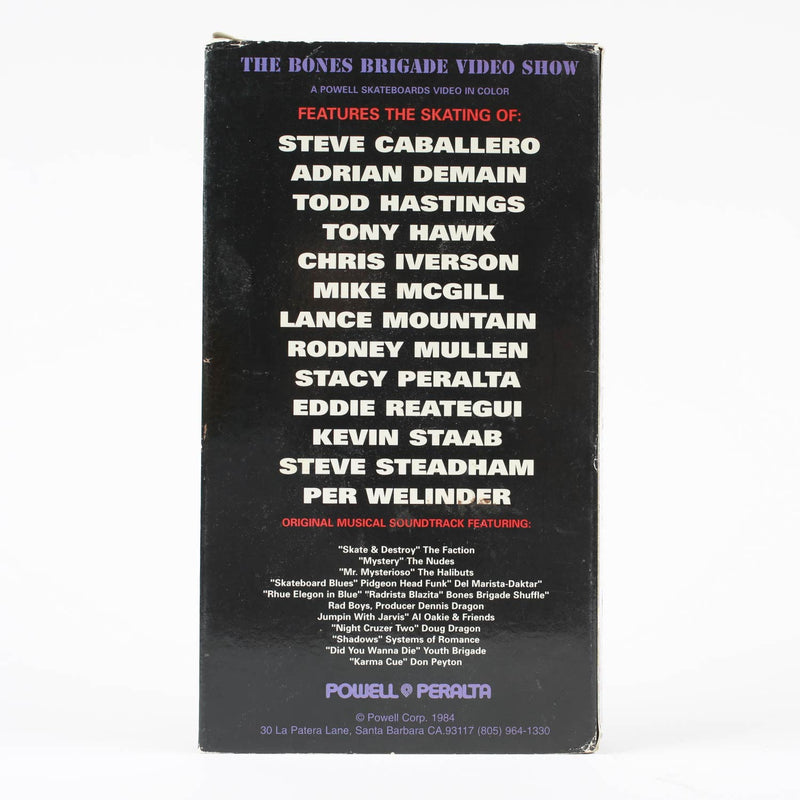 THE BONES BRIGADE VIDEO SHOW
A POWELL SKATEBOARDS VIDEO IN COLOR
FEATURES THE SKATING OF:
STEVE CABALLERO
ADRIAN DEMAIN
TODD HASTINGS
TONY HAWK
CHRIS IVERSON
MIKE MCGILL
LANCE MOUNTAIN
RODNEY MULLEN
STACY PERALTA
EDDIE REATEGUI
KEVIN STAAB
STEVE STEADHAM
PER WELINDER
ORIGINAL MUSICAL SOUNDTRACK FEATURING:
"Skate & Destroy" The Faction
"Mystery" The Nudes
"Mr. Mysterioso" The Halibuts
"Skateboard Blues" Pidgeon Head Funk" Del Marista-Daktar"
"Rhue Elegon in Blue" "Radrista Blazita" Bones Brigade Shuffle"
Rad Boys, Producer Dennis Dragon
Jumpin With Jarvis" Al Oakie & Friends
"Night Cruzer Two" Doug Dragon
"Shadows" Systems of Romance
"Did You Wanna Die" Youth Brigade
"Karma Cue" Don Peyton
POWELL PERALTA
© Powell Corp. 1984
30 La Patera Lane, Santa Barbara CA.93117 (805) 964-1330